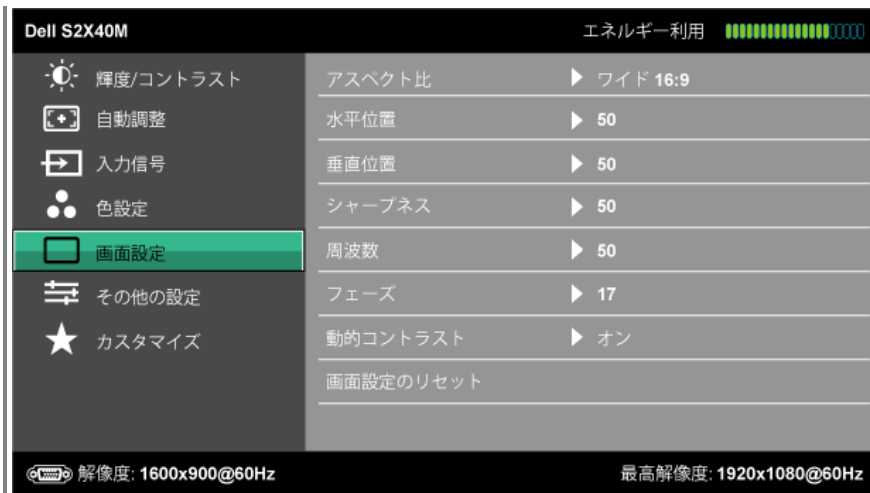 Dell S2X40M エネルギー利用
輝度/コントラスト アスペクト比 ワイド 16:9
自動調整 水平位置 50
入力信号 垂直位置 50
色設定 シャープネス 50
画面設定 周波数 50
その他の設定 フェーズ 17
カスタマイズ 動的コントラスト オン
画面設定のリセット
解像度: 1600x900@60Hz 最高解像度: 1920x1080@60Hz